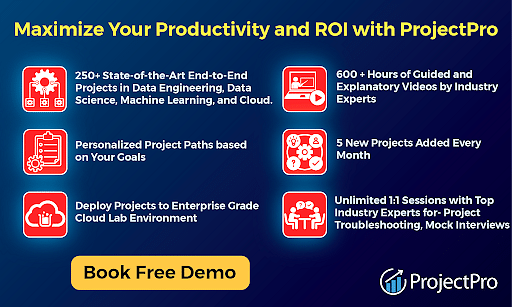 Maximize Your Productivity and ROI with ProjectPro
250+ State-of-the-Art End-to-End
Projects in Data Engineering, Data
Science, Machine Learning, and Cloud.
600 + Hours of Guided and
Explanatory Videos by Industry
Experts
Personalized Project Paths based
on Your Goals
5 New Projects Added Every
Month
Deploy Projects to Enterprise Grade
Cloud Lab Environment
Unlimited 1:1 Sessions with Top
Industry Experts for- Project
Troubleshooting, Mock Interviews
Book Free Demo
ProjectPro